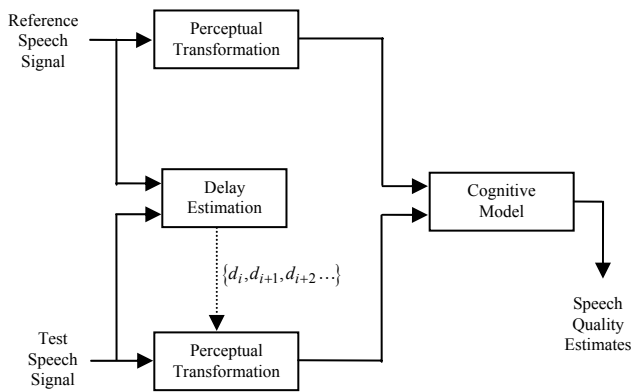 Reference
Speech
Signal
Perceptual
Transformation
Delay
Estimation
Cognitive
Model
{d_i, d_{i+1}, d_{i+2} …}
Speech
Quality
Estimates
Test
Speech
Signal
Perceptual
Transformation